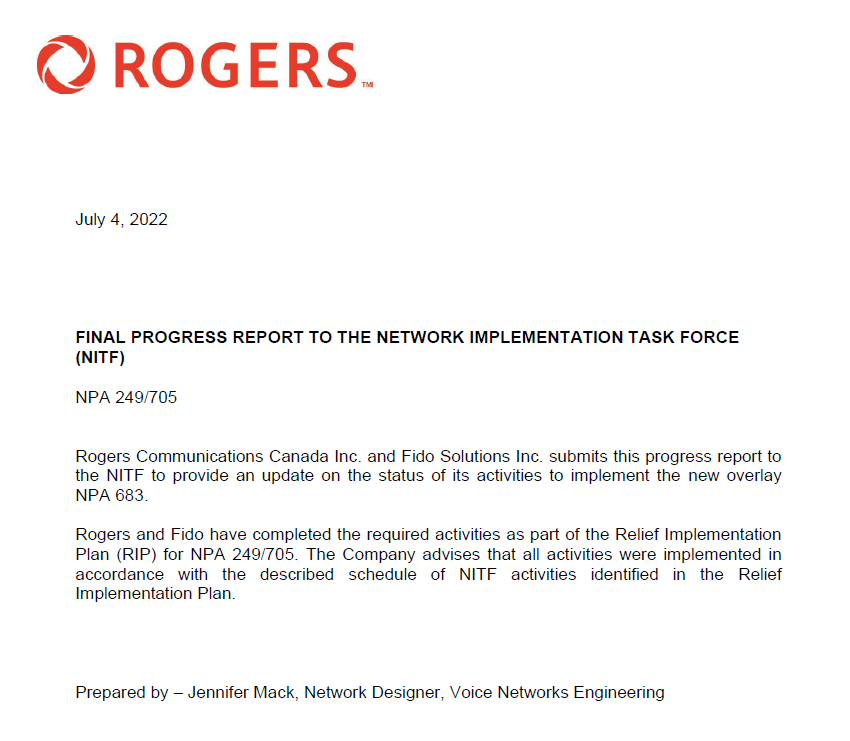 ROGERS™
July 4, 2022
FINAL PROGRESS REPORT TO THE NETWORK IMPLEMENTATION TASK FORCE
(NITF)
NPA 249/705
Rogers Communications Canada Inc. and Fido Solutions Inc. submits this progress report to
the NITF to provide an update on the status of its activities to implement the new overlay
NPA 683.
Rogers and Fido have completed the required activities as part of the Relief Implementation
Plan (RIP) for NPA 249/705. The Company advises that all activities were implemented in
accordance with the described schedule of NITF activities identified in the Relief
Implementation Plan.
Prepared by – Jennifer Mack, Network Designer, Voice Networks Engineering